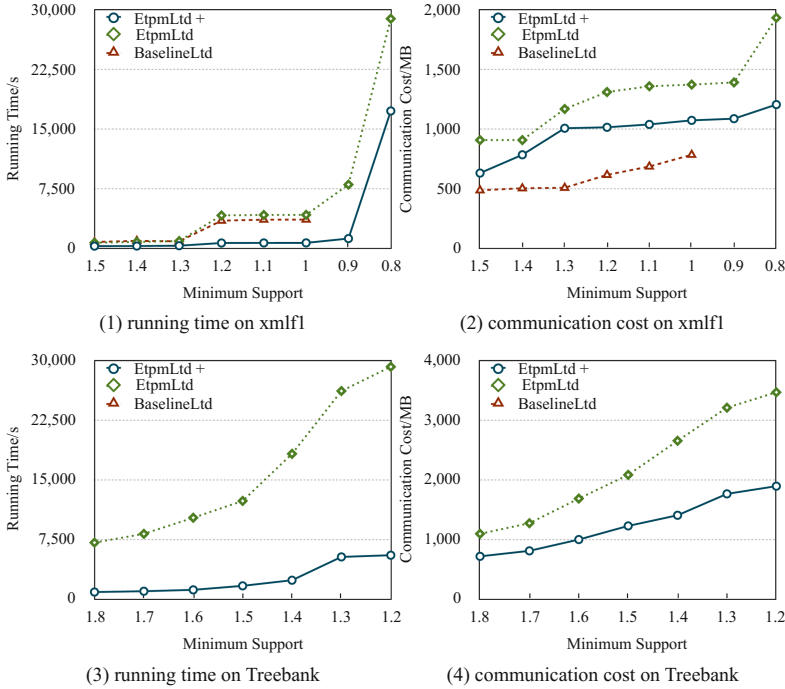 30,000
22,500
15,000
7,500
0
Running Time/s
EtpmLtd +
EtpmLtd
BaselineLtd
1.5 1.4 1.3 1.2 1.1 1 0.9 0.8
Minimum Support
(1) running time on xmlf1
2,000
1,500
1,000
500
0
Communication Cost/MB
EtpmLtd +
EtpmLtd
BaselineLtd
1.5 1.4 1.3 1.2 1.1 1 0.9 0.8
Minimum Support
(2) communication cost on xmlf1
30,000
22,500
15,000
7,500
0
Running Time/s
EtpmLtd +
EtpmLtd
BaselineLtd
1.8 1.7 1.6 1.5 1.4 1.3 1.2
Minimum Support
(3) running time on Treebank
4,000
3,000
2,000
1,000
0
Communication Cost/MB
EtpmLtd +
EtpmLtd
BaselineLtd
1.8 1.7 1.6 1.5 1.4 1.3 1.2
Minimum Support
(4) communication cost on Treebank